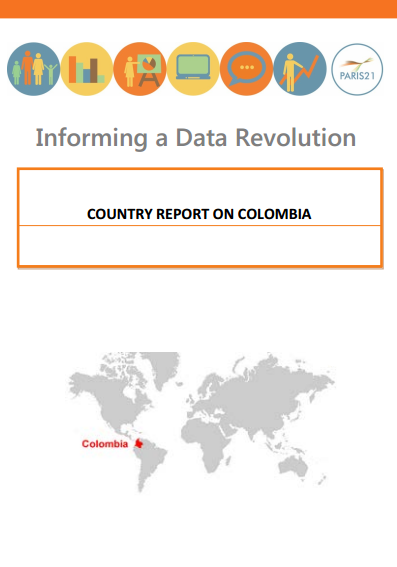 PARIS21
Informing a Data Revolution
COUNTRY REPORT ON COLOMBIA
Colombia